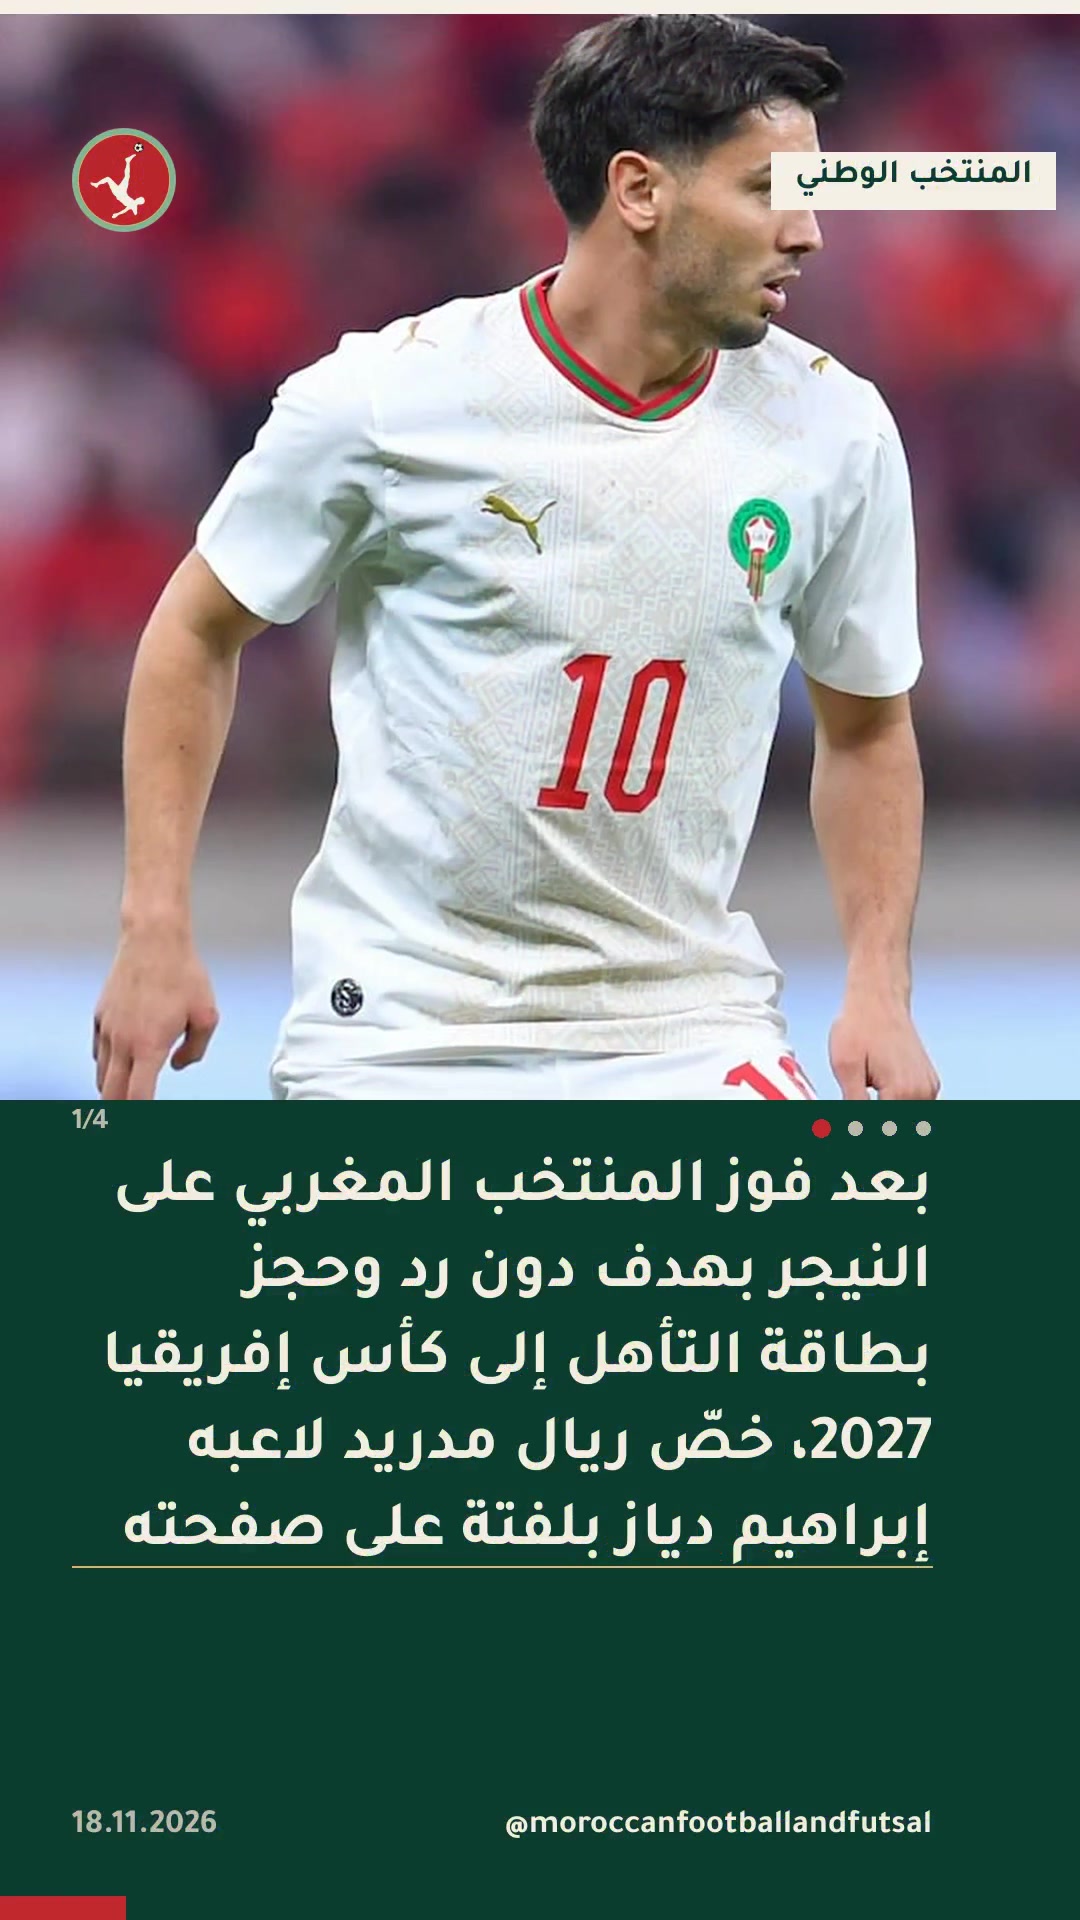 المنتخب الوطني
10
1/4
بعد فوز المنتخب المغربي على
النيجر بهدف دون رد وحجز
بطاقة التأهل إلى كأس إفريقيا
2027، خصّ ريال مدريد لاعبه
إبراهيم دياز بلفتة على صفحته
18.11.2026
@moroccanfootballandfutsal